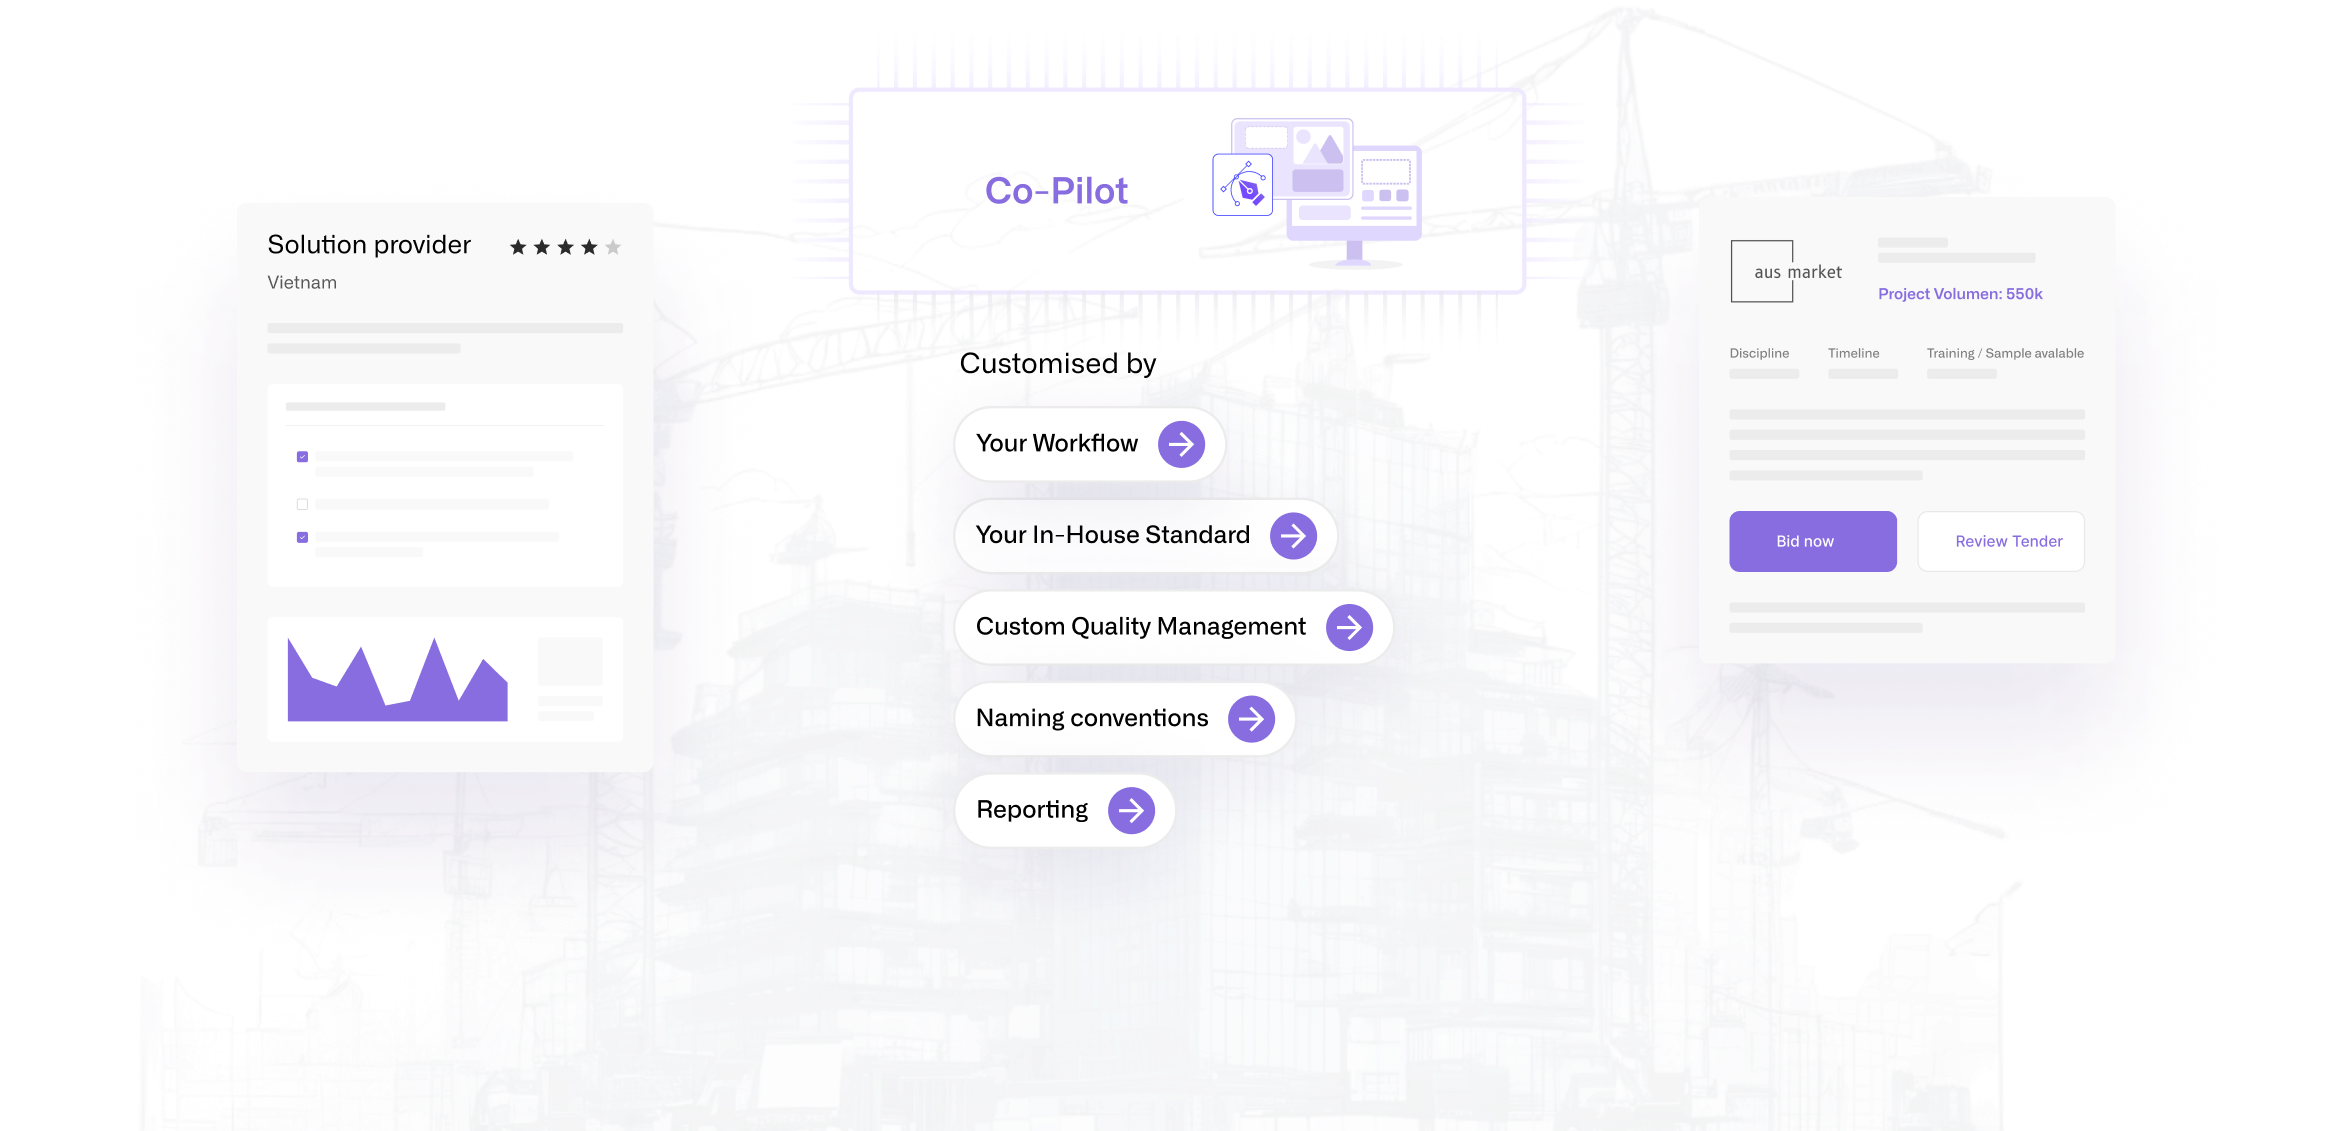 Co-Pilot
Solution provider
Vietnam
Customised by
Your Workflow
Your In-House Standard
Custom Quality Management
Naming conventions
Reporting
aus market
Project Volumen: 550k
Discipline
Timeline
Training / Sample avalable
Bid now
Review Tender